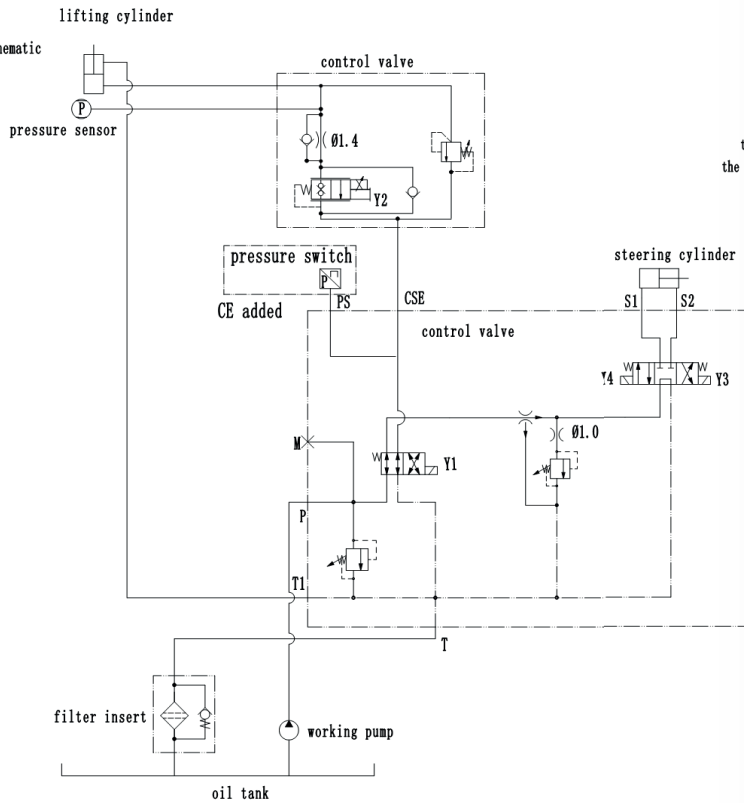 lifting cylinder
hematic
control valve
P
pressure sensor
Ø1.4
Y2
t
the
pressure switch
P
PS
CSE
CE added
steering cylinder
S1
S2
control valve
Y4
Y3
Ø1.0
M
Y1
P
T1
T
filter insert
working pump
oil tank